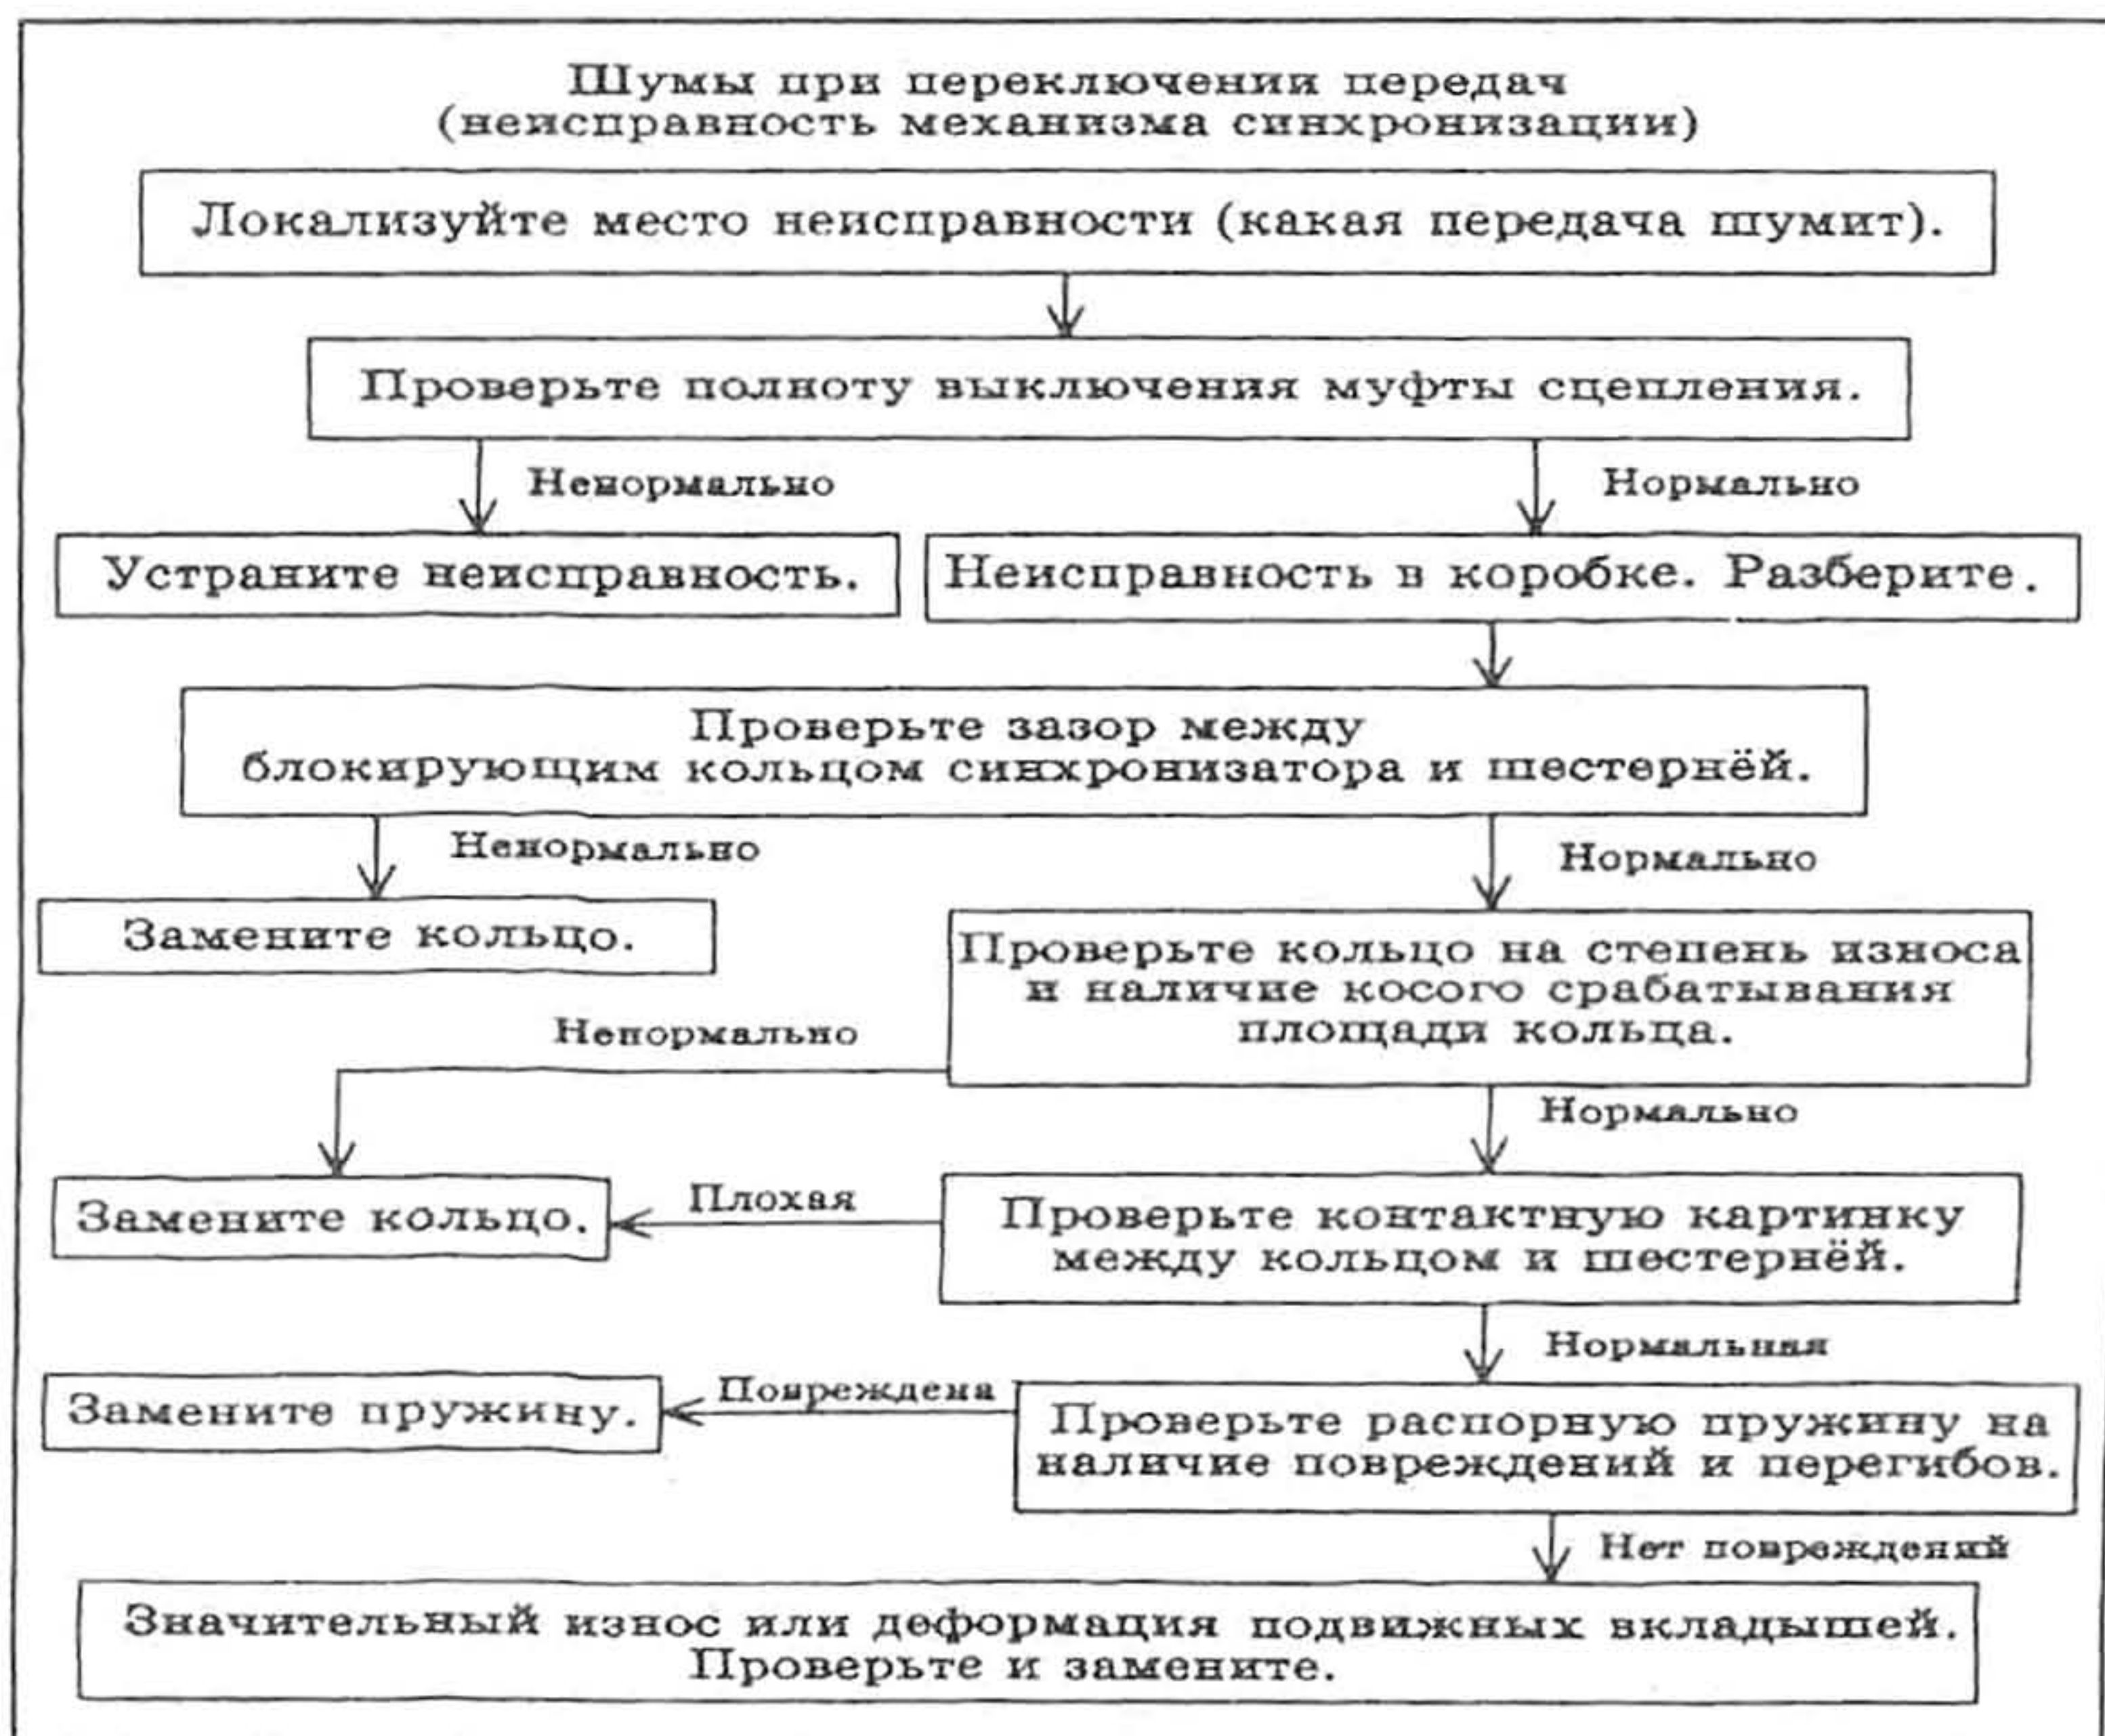 Шумы при переключении передач
(неисправность механизма синхронизации)
Локализуйте место неисправности (какая передача шумит).
Проверьте полноту выключения муфты сцепления.
Ненормально
Нормально
Устраните неисправность.
Неисправность в коробке. Разберите.
Проверьте зазор между
блокирующим кольцом синхронизатора и шестернёй.
Ненормально
Нормально
Замените кольцо.
Проверьте кольцо на степень износа
и наличие косого срабатывания
площади кольца.
Ненормально
Нормально
Замените кольцо.
Плохая
Проверьте контактную картинку
между кольцом и шестернёй.
Нормальная
Замените пружину.
Повреждена
Проверьте распорную пружину на
наличие повреждений и перегибов.
Нет повреждений
Значительный износ или деформация подвижных вкладышей.
Проверьте и замените.